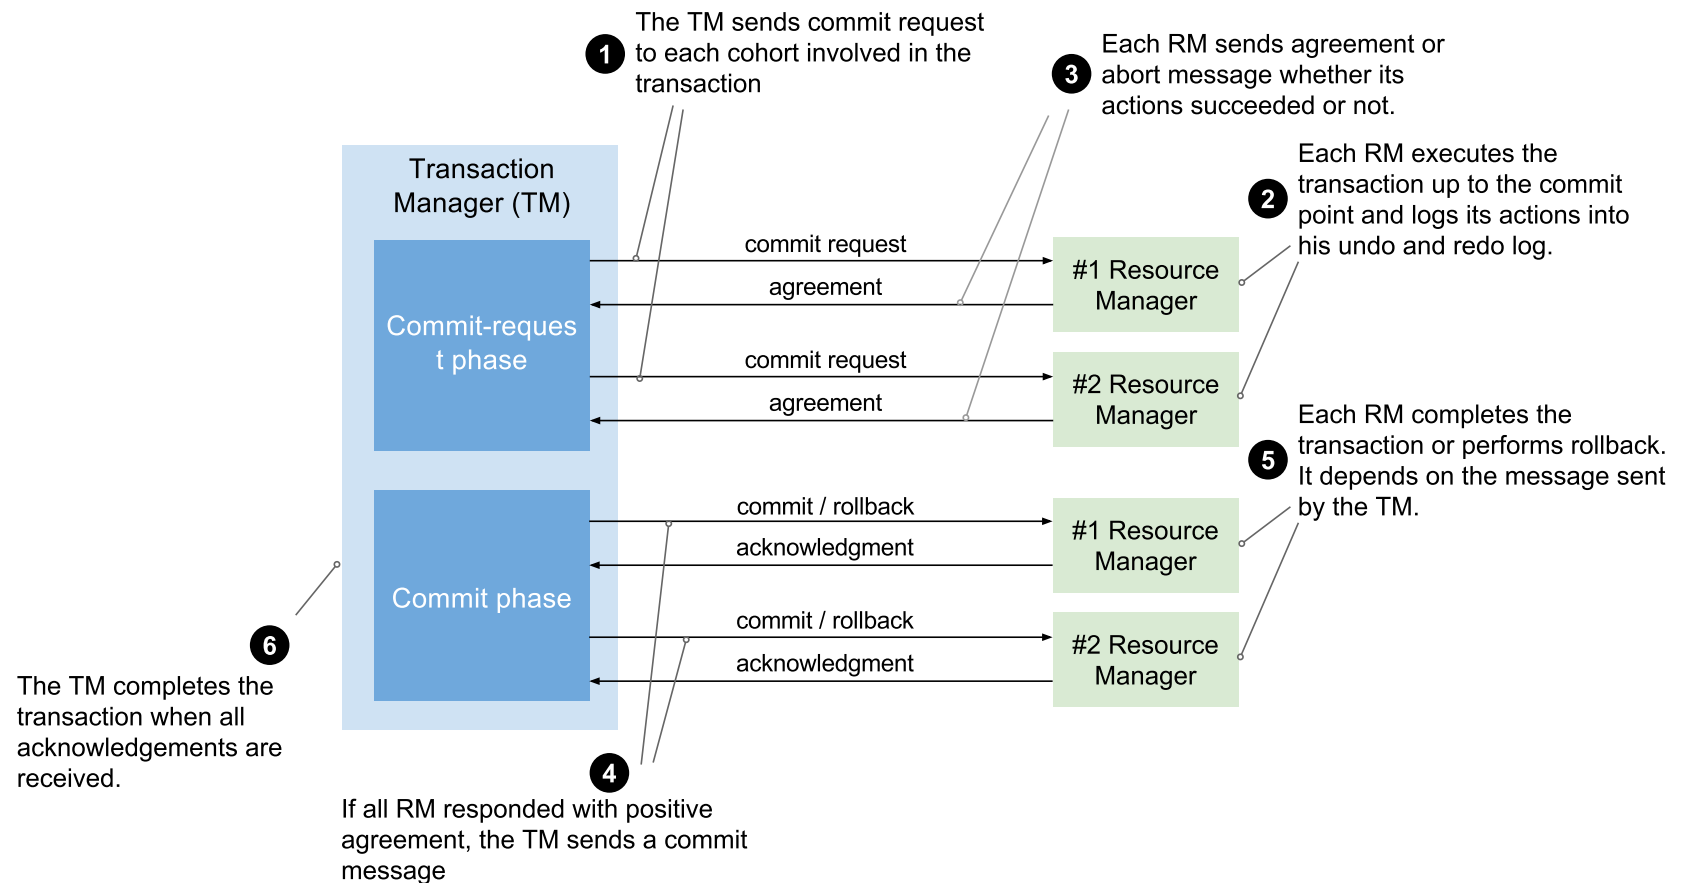 1
The TM sends commit request
to each cohort involved in the
transaction
3
Each RM sends agreement or
abort message whether its
actions succeeded or not.
2
Each RM executes the
transaction up to the commit
point and logs its actions into
his undo and redo log.
Transaction
Manager (TM)
Commit-reques
t phase
commit request
agreement
#1 Resource
Manager
commit request
agreement
#2 Resource
Manager
5
Each RM completes the
transaction or performs rollback.
It depends on the message sent
by the TM.
Commit phase
commit / rollback
acknowledgment
#1 Resource
Manager
commit / rollback
acknowledgment
#2 Resource
Manager
6
The TM completes the
transaction when all
acknowledgements are
received.
4
If all RM responded with positive
agreement, the TM sends a commit
message